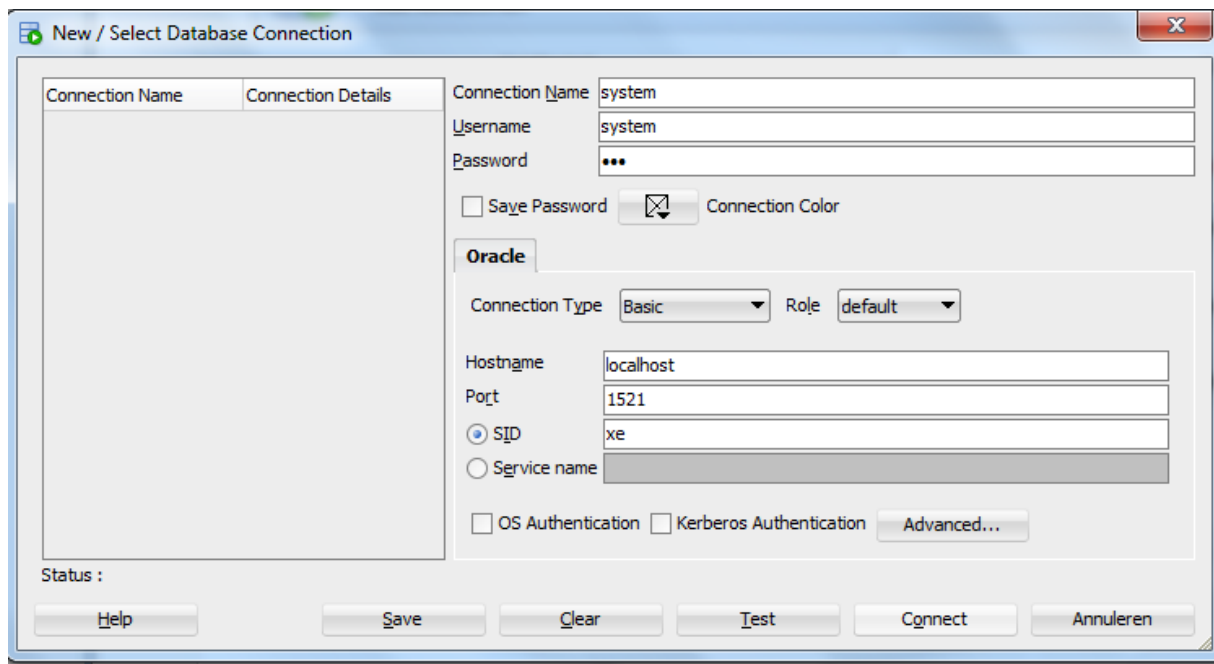 New / Select Database Connection
Connection Name Connection Details
Connection Name system
Username system
Password •••
Save Password Connection Color
Oracle
Connection Type Basic Role default
Hostname localhost
Port 1521
SID xe
Service name
OS Authentication Kerberos Authentication Advanced...
Status :
Help Save Clear Test Connect Annuleren